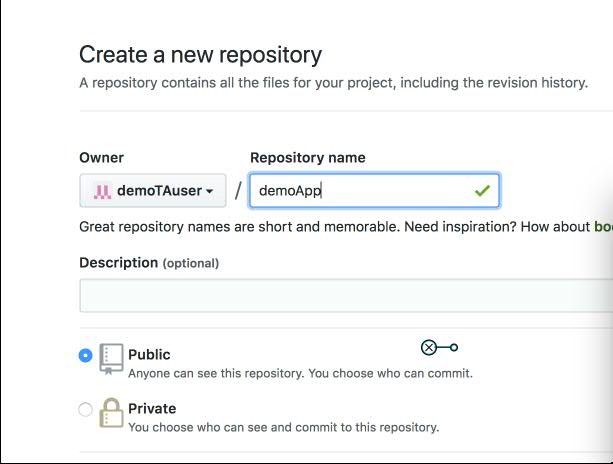 Create a new repository
A repository contains all the files for your project, including the revision history.
Owner
Repository name
demoTAuser / demoApp
Great repository names are short and memorable. Need inspiration? How about
Description (optional)
Public
Anyone can see this repository. You choose who can commit.
Private
You choose who can see and commit to this repository.